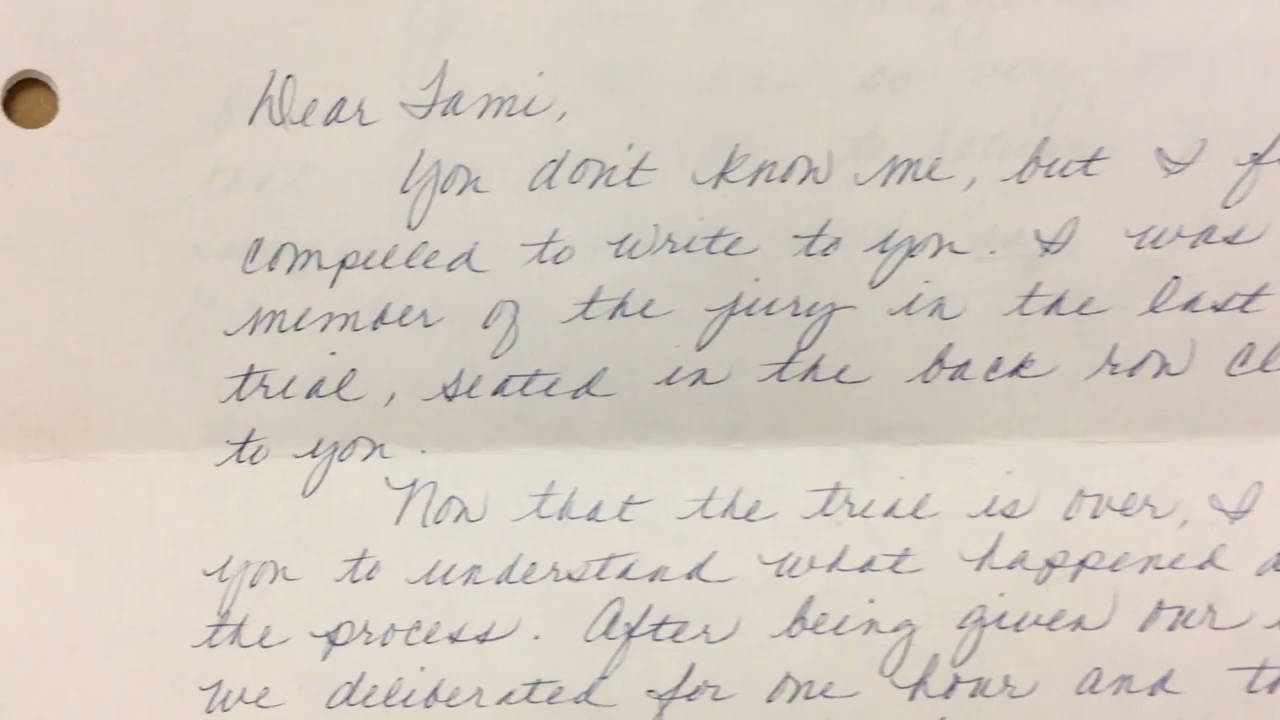 Dear Tami,
You don't know me, but I f
compelled to write to you. I was
member of the jury in the last
trial, seated in the back row cl
to you.
Now that the trial is over, I
you to understand what happened a
the process. After being given our
we deliberated for one hour and to